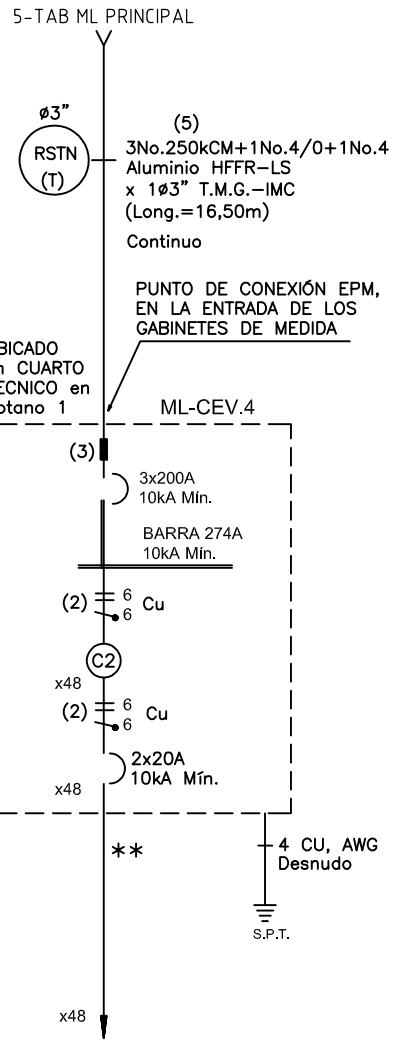 5-TAB ML PRINCIPAL
ø3"
RSTN
(T)
(5)
3No.250kCM+1No.4/0+1No.4
Aluminio HFFR-LS
x 1ø3" T.M.G.-IMC
(Long.=16,50m)
Continuo
PUNTO DE CONEXIÓN EPM,
EN LA ENTRADA DE LOS
GABINETES DE MEDIDA
CUARTO
en
1
ML-CEV.4
(3)
3x200A
10kA Mín.
BARRA 274A
10kA Mín.
(2)
6
6
Cu
C2
x48
(2)
6
6
Cu
2x20A
10kA Mín.
x48
**
4 CU, AWG
Desnudo
S.P.T.
x48